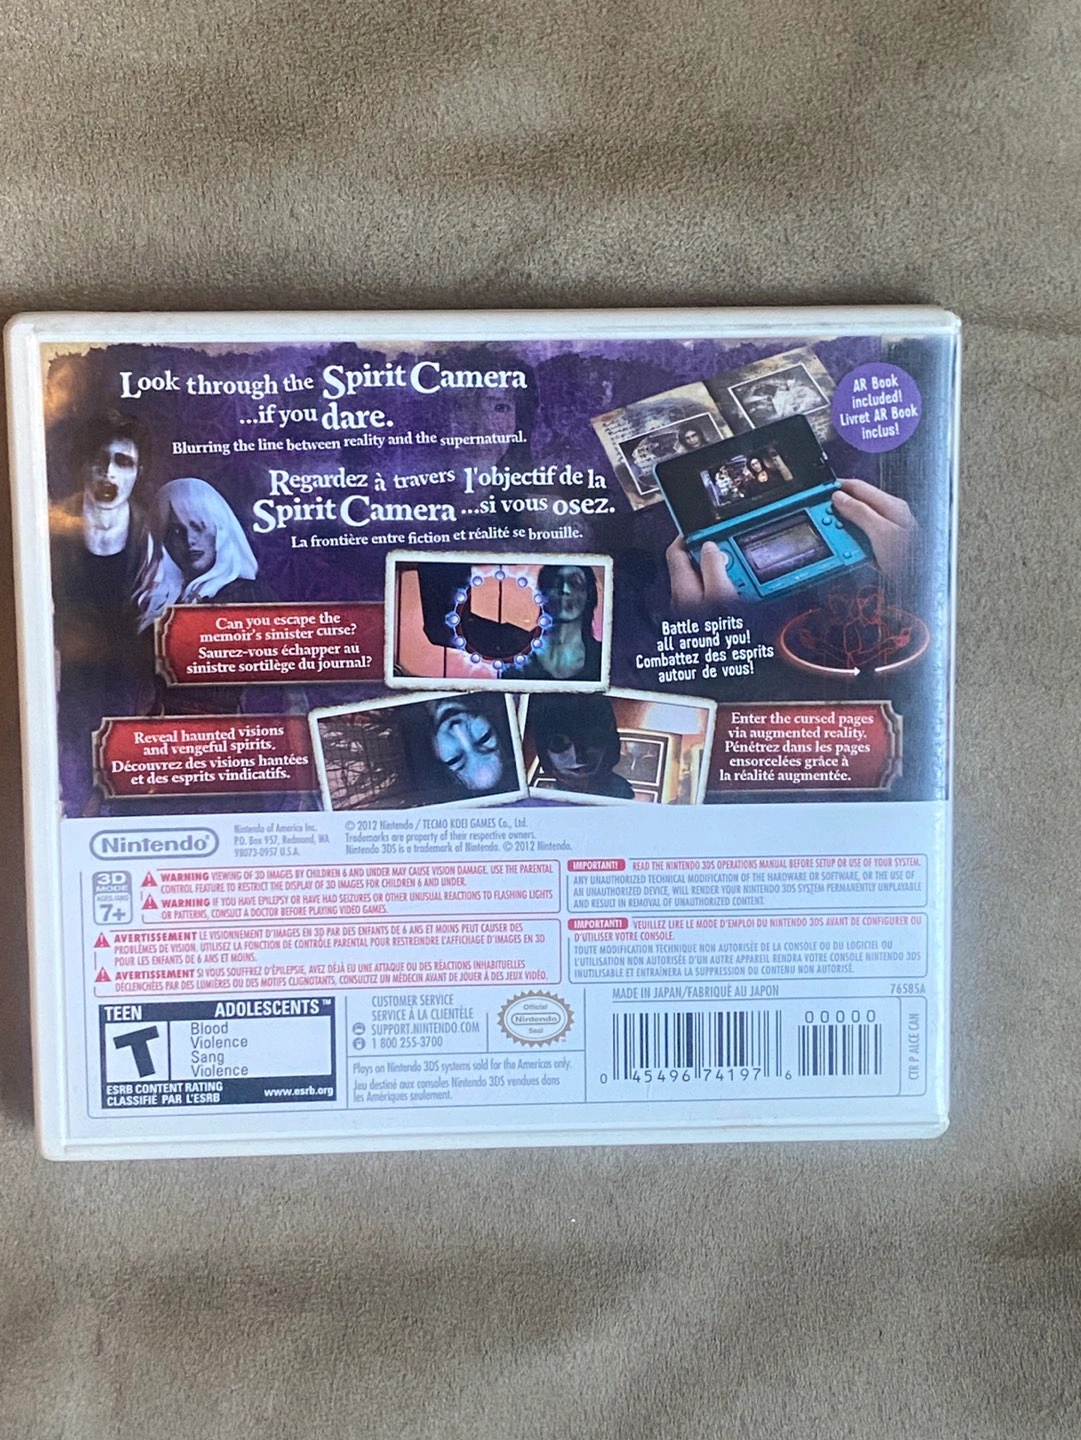 Look through the Spirit Camera
...if you dare.
Blurring the line between reality and the supernatural.
Regardez à travers l'objectif de la
Spirit Camera ...si vous osez.
La frontière entre fiction et réalité se brouille.
AR Book
included!
Livret AR Book
inclus!
Can you escape the
memoir's sinister curse?
Saurez-vous échapper au
sinistre sortilège du journal?
Battle spirits
all around you!
Combattez des esprits
autour de vous!
Reveal haunted visions
and vengeful spirits.
Découvrez des visions hantées
et des esprits vindicatifs.
Enter the cursed pages
via augmented reality.
Pénétrez dans les pages
ensorcelées grâce à
la réalité augmentée.
Nintendo®
Nintendo of America Inc.
P.O. Box 957, Redmond, WA
98073-0957 U.S.A.
© 2012 Nintendo / TECMO KOEI GAMES Co., Ltd.
Trademarks are property of their respective owners.
Nintendo 3DS is a trademark of Nintendo. © 2012 Nintendo.
3D
MODE
AGES/ANS
7+
WARNING VIEWING OF 3D IMAGES BY CHILDREN 6 AND UNDER MAY CAUSE VISION DAMAGE. USE THE PARENTAL
CONTROL FEATURE TO RESTRICT THE DISPLAY OF 3D IMAGES FOR CHILDREN 6 AND UNDER.
WARNING IF YOU HAVE EPILEPSY OR HAVE HAD SEIZURES OR OTHER UNUSUAL REACTIONS TO FLASHING LIGHTS
OR PATTERNS, CONSULT A DOCTOR BEFORE PLAYING VIDEO GAMES.
AVERTISSEMENT LE VISIONNEMENT D'IMAGES EN 3D PAR DES ENFANTS DE 6 ANS ET MOINS PEUT CAUSER DES
PROBLÈMES DE VISION. UTILISEZ LA FONCTION DE CONTRÔLE PARENTAL POUR RESTREINDRE L'AFFICHAGE D'IMAGES EN 3D
POUR LES ENFANTS DE 6 ANS ET MOINS.
AVERTISSEMENT SI VOUS SOUFFREZ D'ÉPILEPSIE, AVEZ DÉJÀ EU UNE ATTAQUE OU DES RÉACTIONS INHABITUELLES
DÉCLENCHÉES PAR DES LUMIÈRES OU DES MOTIFS CLIGNOTANTS, CONSULTEZ UN MÉDECIN AVANT DE JOUER À DES JEUX VIDÉO.
IMPORTANT! READ THE NINTENDO 3DS OPERATIONS MANUAL BEFORE SETUP OR USE OF YOUR SYSTEM.
ANY UNAUTHORIZED TECHNICAL MODIFICATION OF THE HARDWARE OR SOFTWARE, OR THE USE OF
AN UNAUTHORIZED DEVICE, WILL RENDER YOUR NINTENDO 3DS SYSTEM PERMANENTLY UNPLAYABLE
AND RESULT IN REMOVAL OF UNAUTHORIZED CONTENT.
IMPORTANT! VEUILLEZ LIRE LE MODE D'EMPLOI DU NINTENDO 3DS AVANT DE CONFIGURER OU
D'UTILISER VOTRE CONSOLE.
TOUTE MODIFICATION TECHNIQUE NON AUTORISÉE DE LA CONSOLE OU DU LOGICIEL OU
L'UTILISATION NON AUTORISÉE D'UN AUTRE APPAREIL RENDRA VOTRE CONSOLE NINTENDO 3DS
INUTILISABLE ET ENTRAÎNERA LA SUPPRESSION DU CONTENU NON AUTORISÉ.
TEEN ADOLESCENTS™
T
Blood
Violence
Sang
Violence
ESRB CONTENT RATING www.esrb.org
CLASSIFIÉ PAR L'ESRB
CUSTOMER SERVICE
SERVICE À LA CLIENTÈLE
SUPPORT.NINTENDO.COM
1 800 255-3700
Official
Nintendo
Seal
Plays on Nintendo 3DS systems sold for the Americas only.
Jeu destiné aux consoles Nintendo 3DS vendues dans
les Amériques seulement.
MADE IN JAPAN/FABRIQUÉ AU JAPON
76585A
00000
0 45496 74197 6
CTR P ALCE CAN